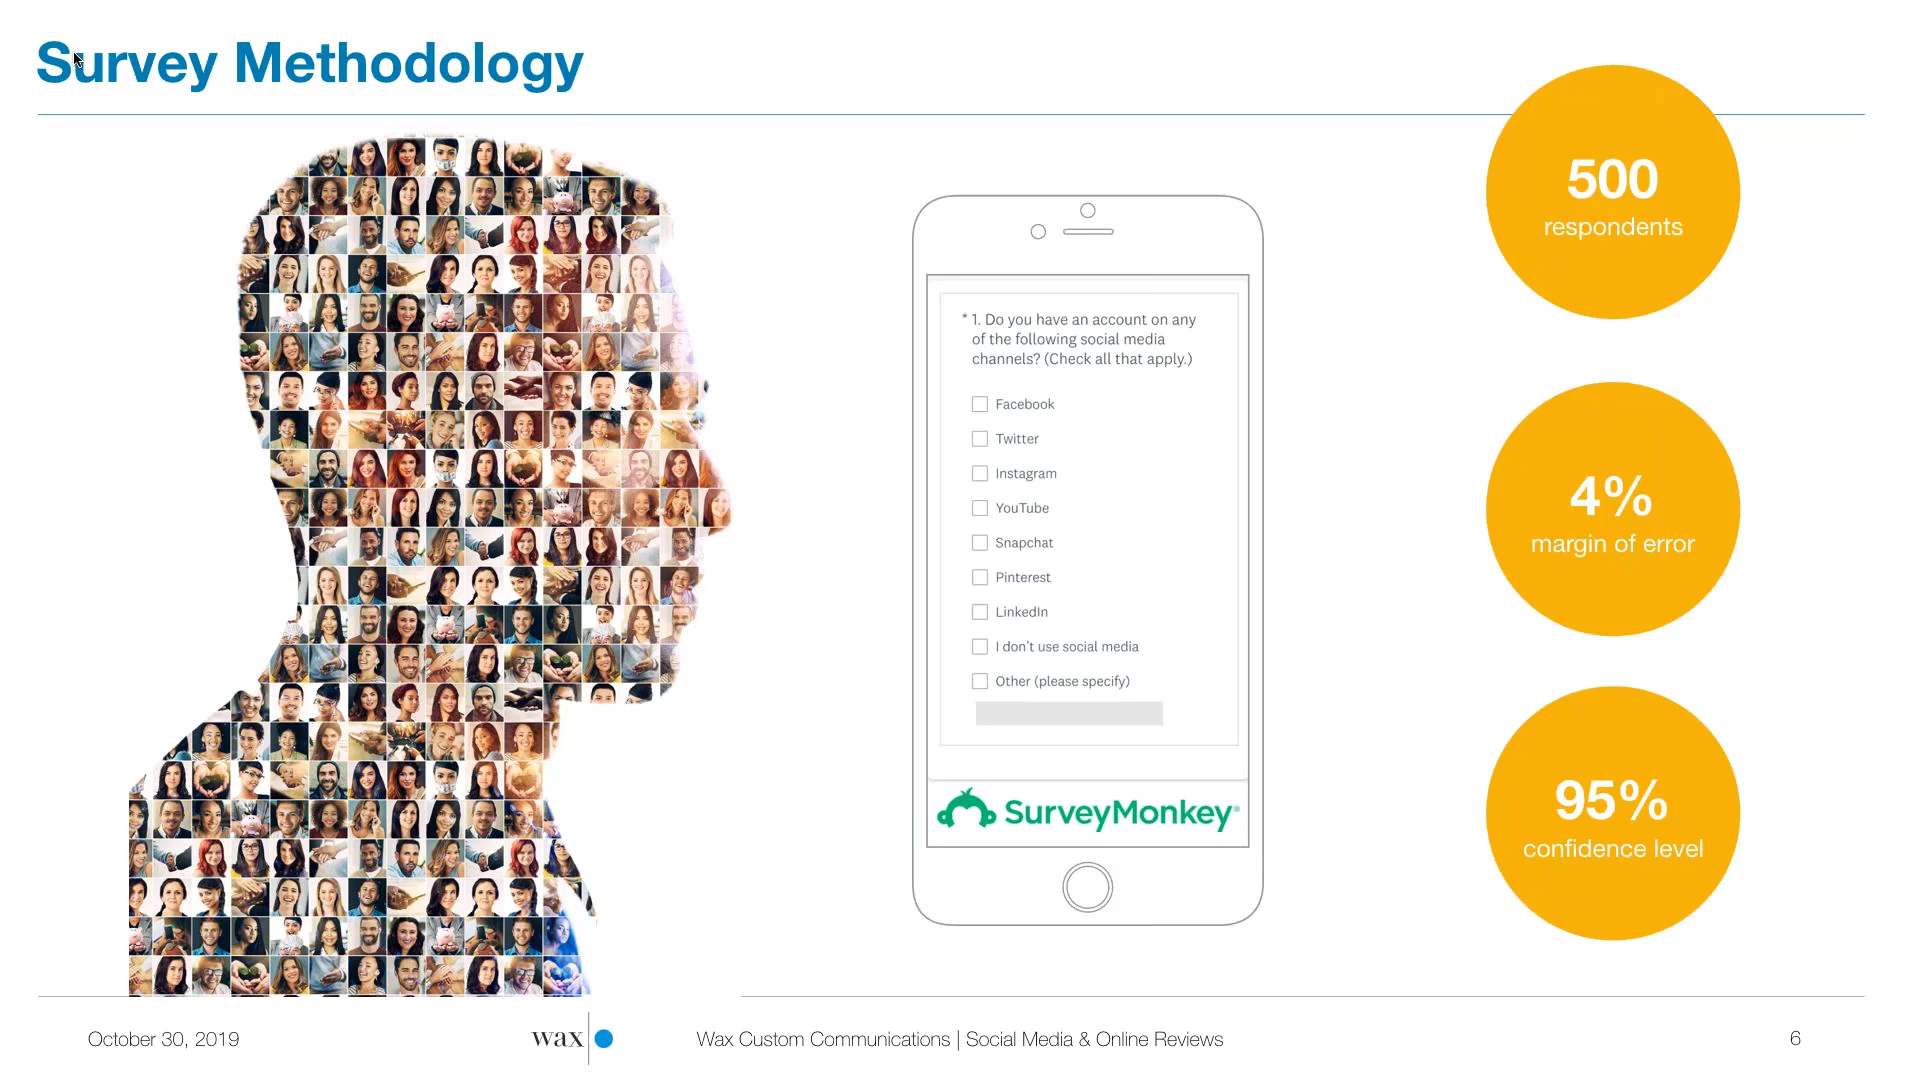 Survey Methodology
* 1. Do you have an account on any
of the following social media
channels? (Check all that apply.)
Facebook
Twitter
Instagram
YouTube
Snapchat
Pinterest
LinkedIn
I don't use social media
Other (please specify)
SurveyMonkey®
500
respondents
4%
margin of error
95%
confidence level
October 30, 2019
wax
Wax Custom Communications | Social Media & Online Reviews
6